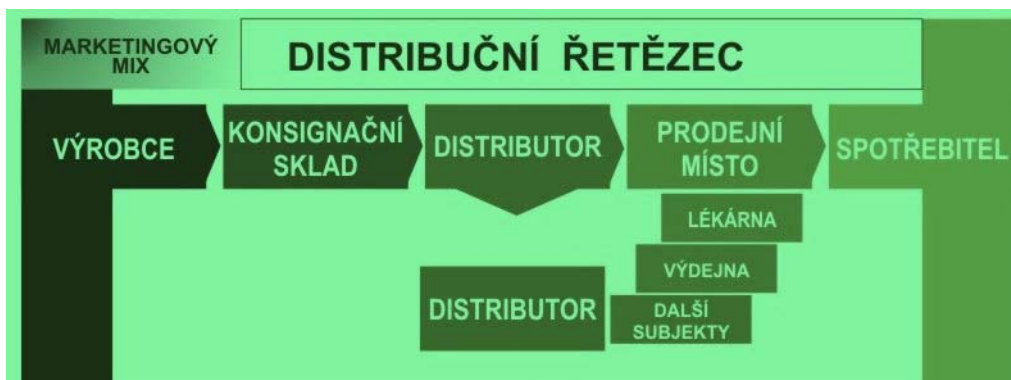 MARKETINGOVÝ
MIX
DISTRIBUČNÍ ŘETĚZEC
VÝROBCE
KONSIGNAČNÍ
SKLAD
DISTRIBUTOR
PRODEJNÍ
MÍSTO
SPOTŘEBITEL
LÉKÁRNA
VÝDEJNA
DISTRIBUTOR
DALŠÍ
SUBJEKTY